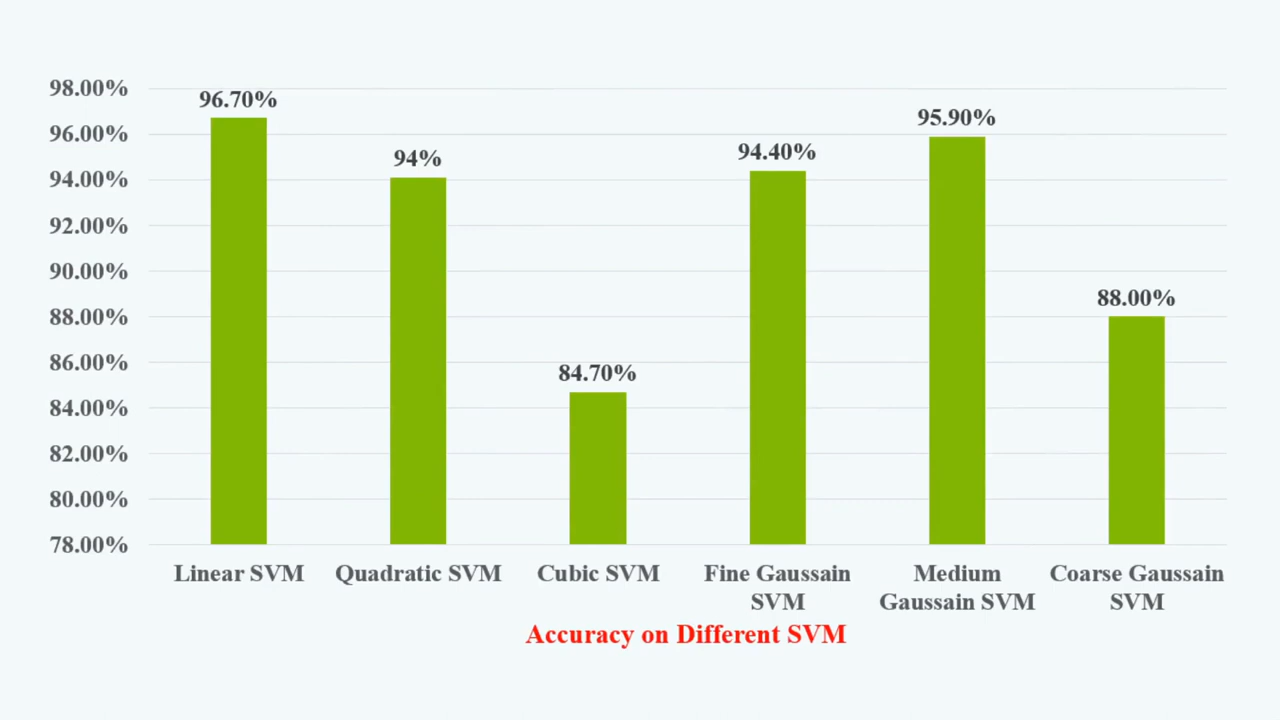 98.00%
96.00%
94.00%
92.00%
90.00%
88.00%
86.00%
84.00%
82.00%
80.00%
78.00%
96.70%
94%
84.70%
94.40%
95.90%
88.00%
Linear SVM
Quadratic SVM
Cubic SVM
Fine Gaussain
SVM
Medium
Gaussain SVM
Coarse Gaussain
SVM
Accuracy on Different SVM